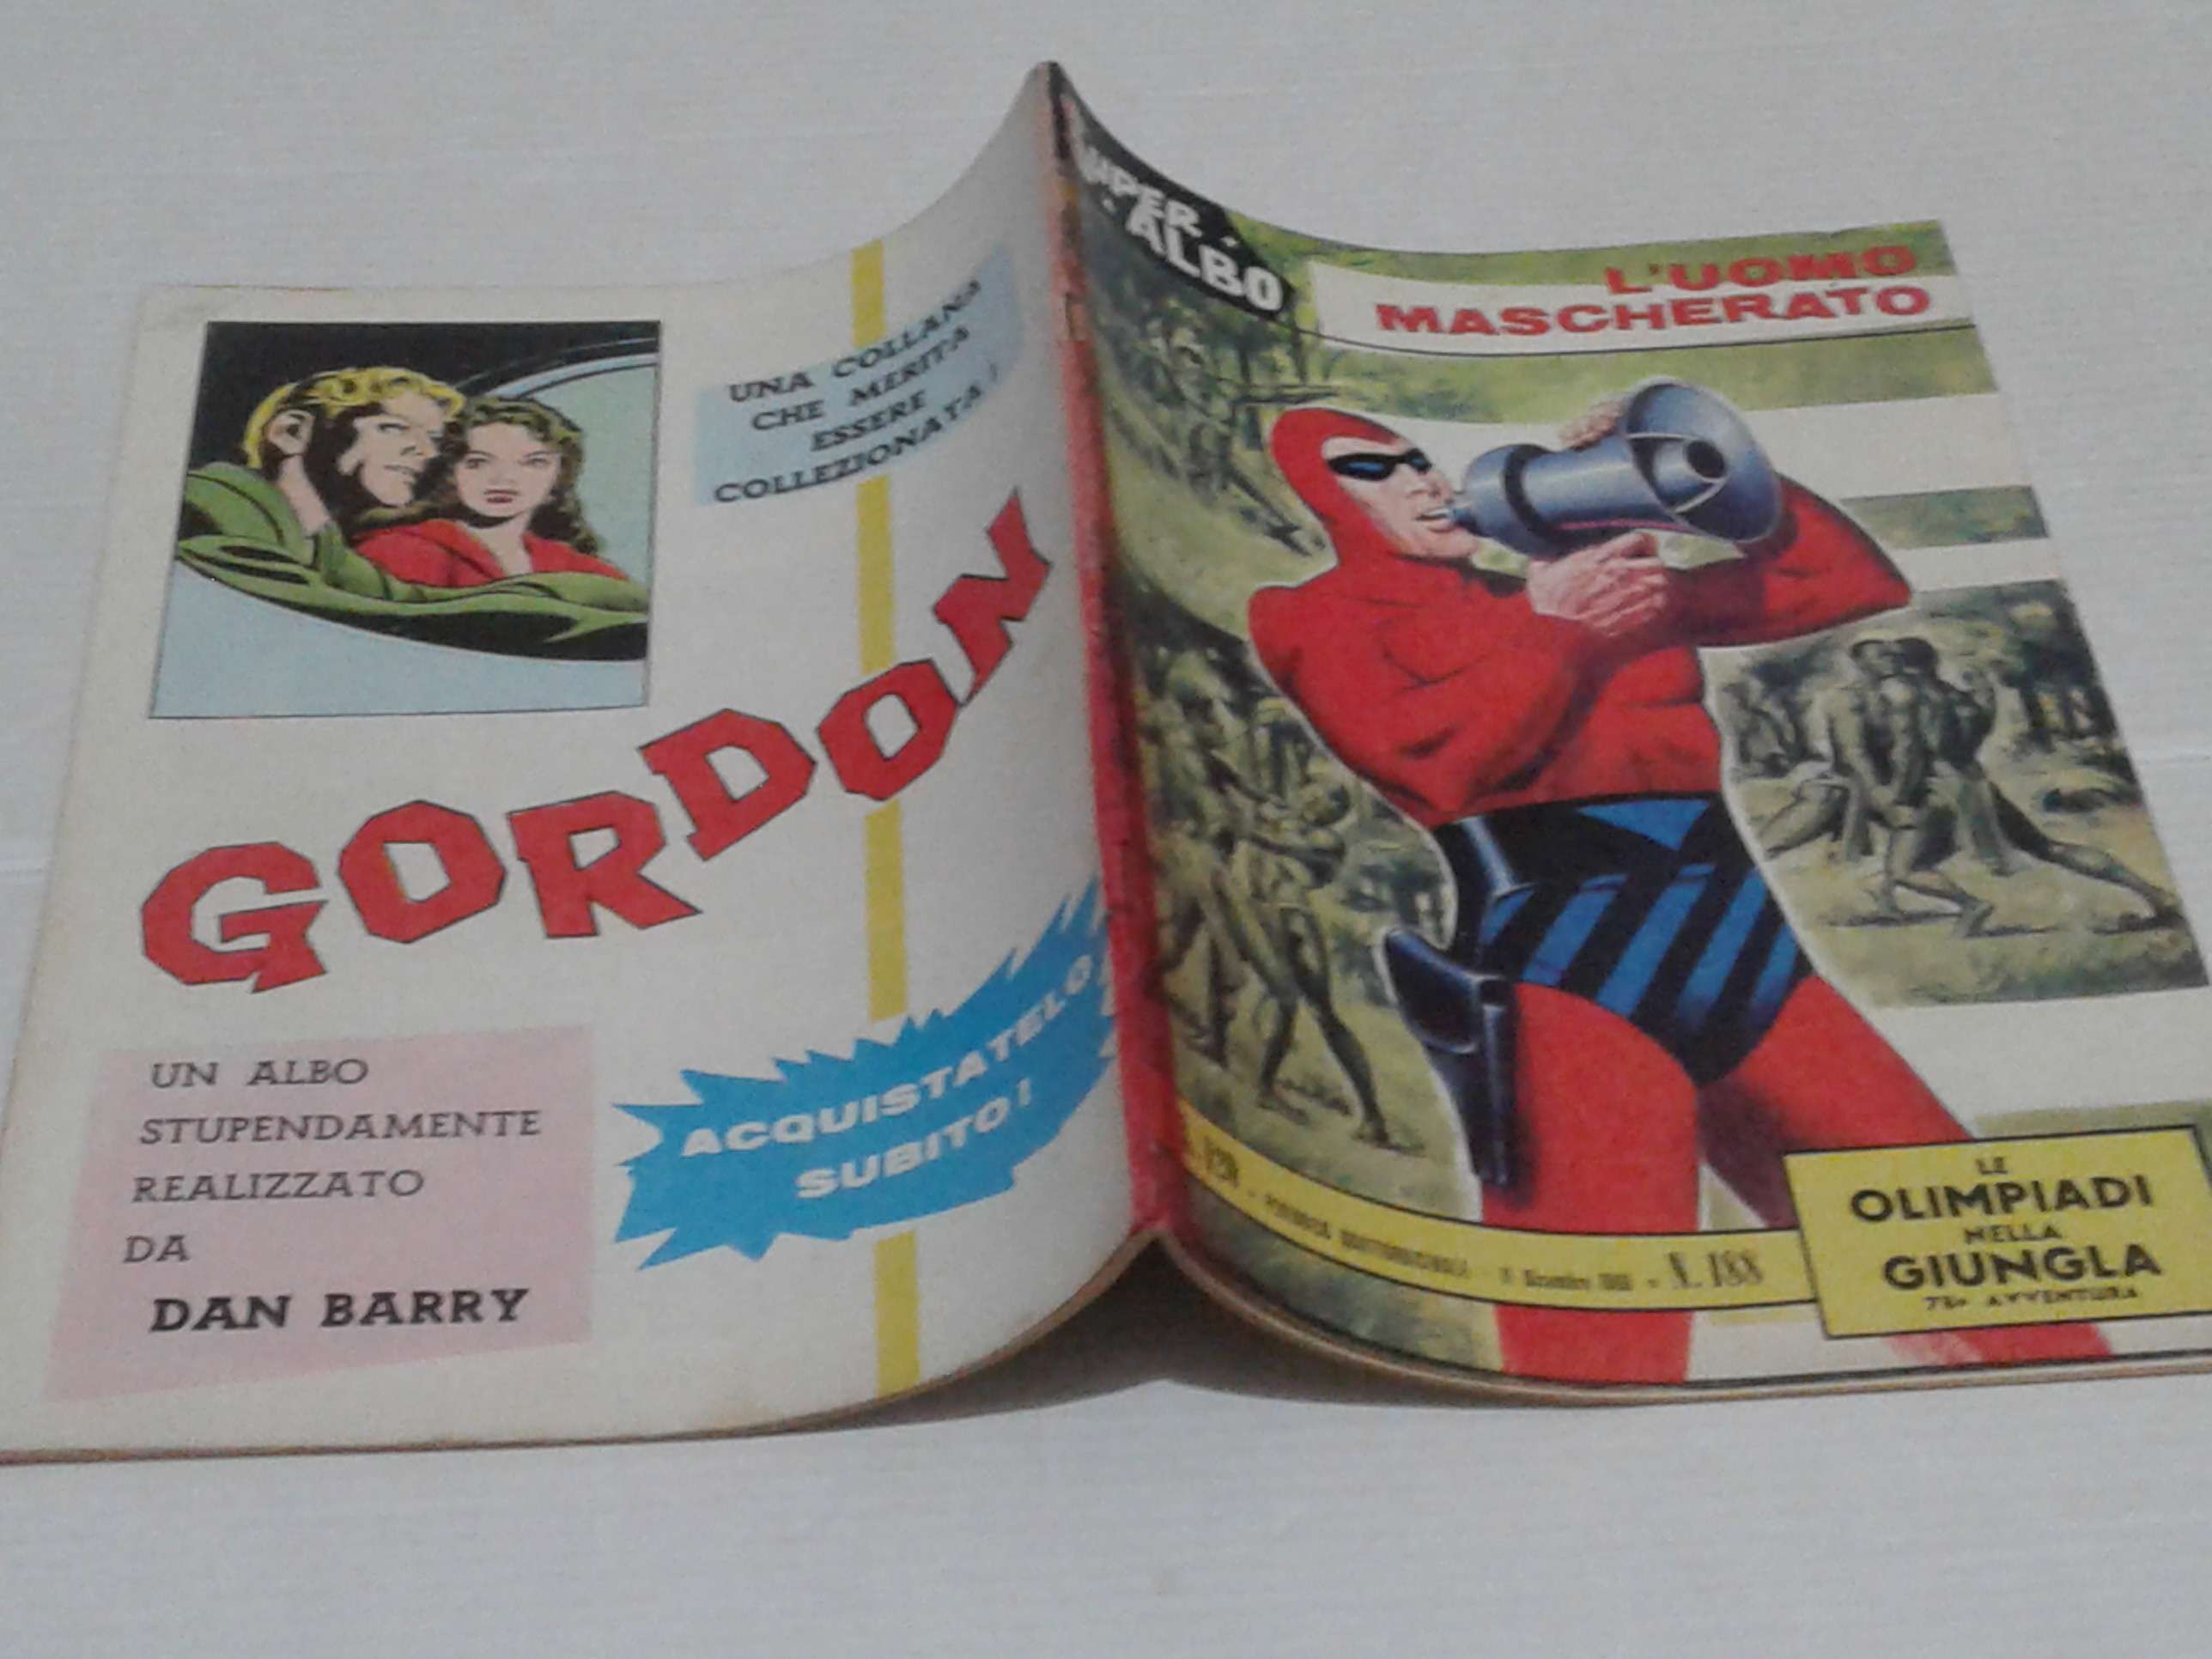 UNA COLLANA
CHE MERITA
ESSERE
COLLEZIONATA!
GORDON
ACQUISTATELO
SUBITO!
UN ALBO
STUPENDAMENTE
REALIZZATO
DA
DAN BARRY
SUPER
ALBO
L'UOMO
MASCHERATO
N. 188
LE
OLIMPIADI
NELLA
GIUNGLA
AVVENTURA